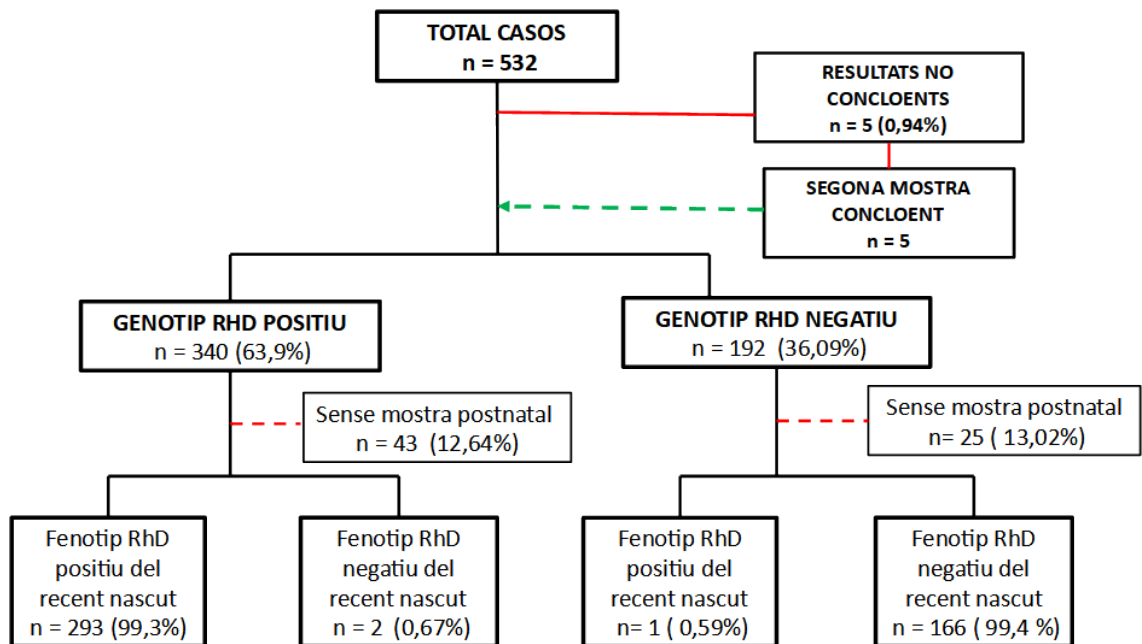 TOTAL CASOS
n = 532
RESULTATS NO
CONCLOENTS
n = 5 (0,94%)
SEGONA MOSTRA
CONCLOENT
n = 5
GENOTIP RHD POSITIU
n = 340 (63,9%)
GENOTIP RHD NEGATIU
n = 192 (36,09%)
Sense mostra postnatal
n = 43 (12,64%)
Sense mostra postnatal
n= 25 ( 13,02%)
Fenotip RhD
positiu del
recent nascut
n = 293 (99,3%)
Fenotip RhD
negatiu del
recent nascut
n = 2 (0,67%)
Fenotip RhD
positiu del
recent nascut
n= 1 ( 0,59%)
Fenotip RhD
negatiu del
recent nascut
n = 166 ( 99,4 %)